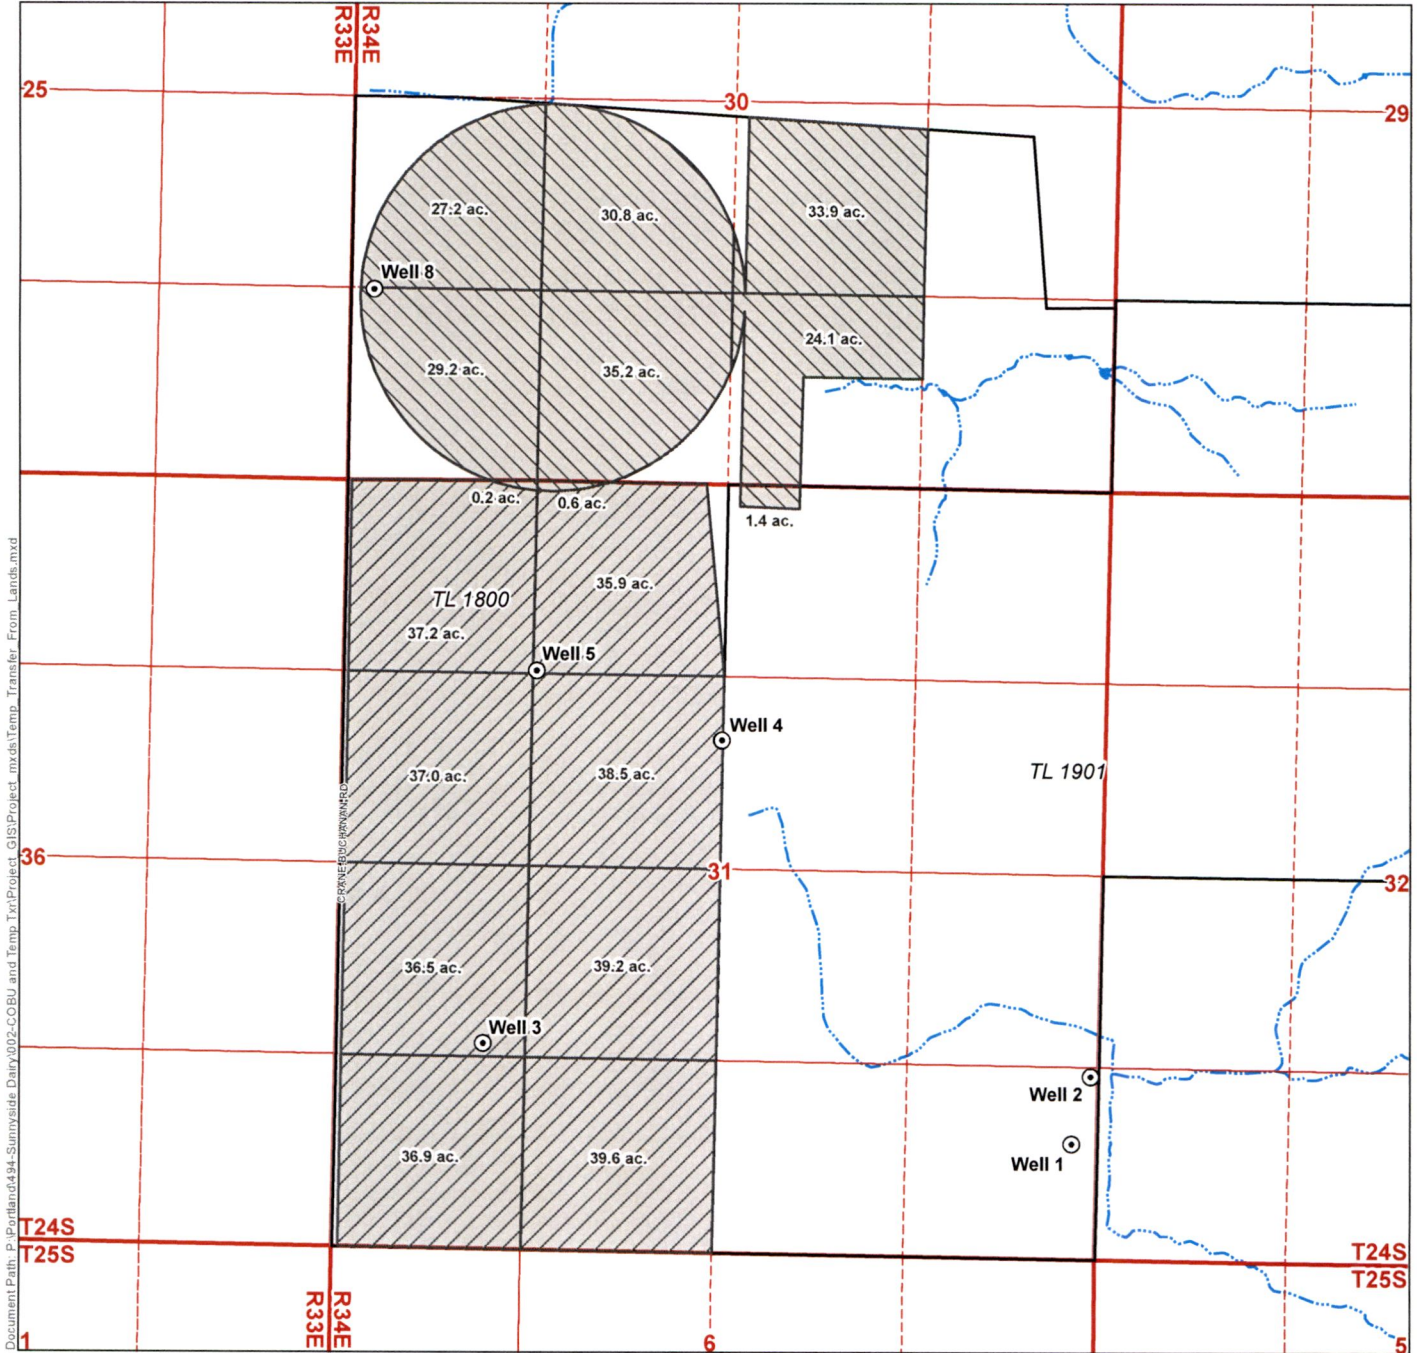 R33E
R34E
25
30
29
27.2 ac.
30.8 ac.
33.9 ac.
Well 8
24.1 ac.
29.2 ac.
35.2 ac.
0.2 ac.
0.6 ac.
1.4 ac.
35.9 ac.
TL 1800
37.2 ac.
Well 5
Well 4
TL 1901
37.0 ac.
38.5 ac.
CRANE BUCHANAN RD
36
31
32
36.5 ac.
39.2 ac.
Well 3
Well 2
36.9 ac.
39.6 ac.
Well 1
T24S
T25S
T24S
T25S
R33E
R34E
1
6
5
Document Path: P:\Portland\494-Sunnyside Dairy\002-COBU and Temp Txr\Project_GIS\Project_mxds\Temp_Transfer_From_Lands.mxd